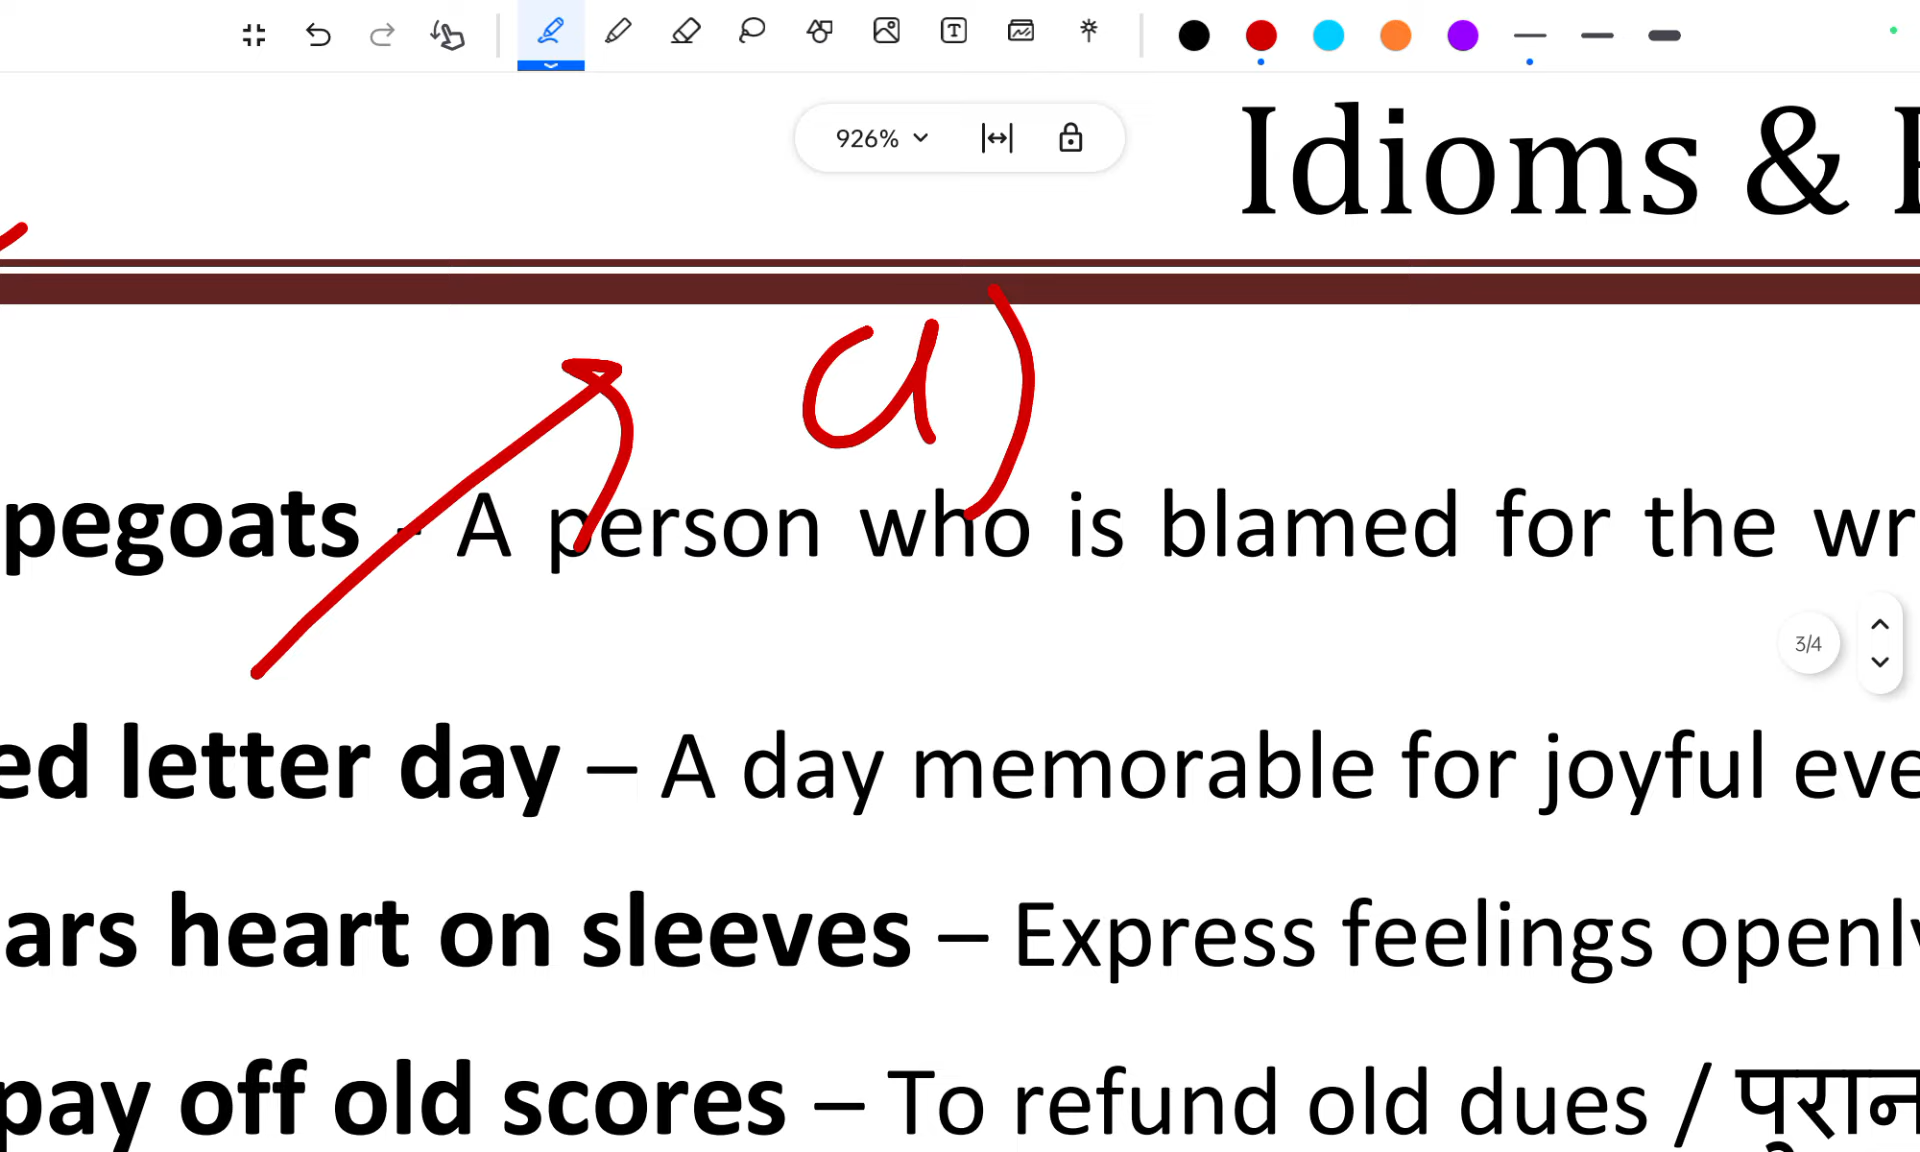 926%
Idioms &
a)
pegoats - A person who is blamed for the wr
3/4
ed letter day – A day memorable for joyful eve
ars heart on sleeves – Express feelings openly
pay off old scores – To refund old dues / पुरान